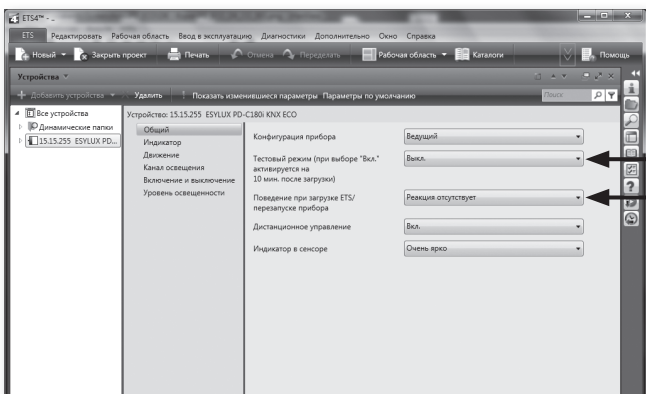 ETS4™ - ..
ETS Редактировать Рабочая область Ввод в эксплуатацию Диагностики Дополнительно Окно Справка
Новый Закрыть проект Печать Отмена Переделать Рабочая область Каталоги Помощь
Устройства
Добавить устройства Удалить Показать изменившиеся параметры Параметры по умолчанию Поиск
Все устройства
Динамические папки
15.15.255 ESYLUX PD...
Устройство: 15.15.255 ESYLUX PD-C180i KNX ECO
Общий
Индикатор
Движение
Канал освещения
Включение и выключение
Уровень освещенности
Конфигурация прибора Ведущий
Тестовый режим (при выборе "Вкл." Выкл.
активируется на
10 мин. после загрузки)
Поведение при загрузке ETS/ Реакция отсутствует
перезапуске прибора
Дистанционное управление Вкл.
Индикатор в сенсоре Очень ярко